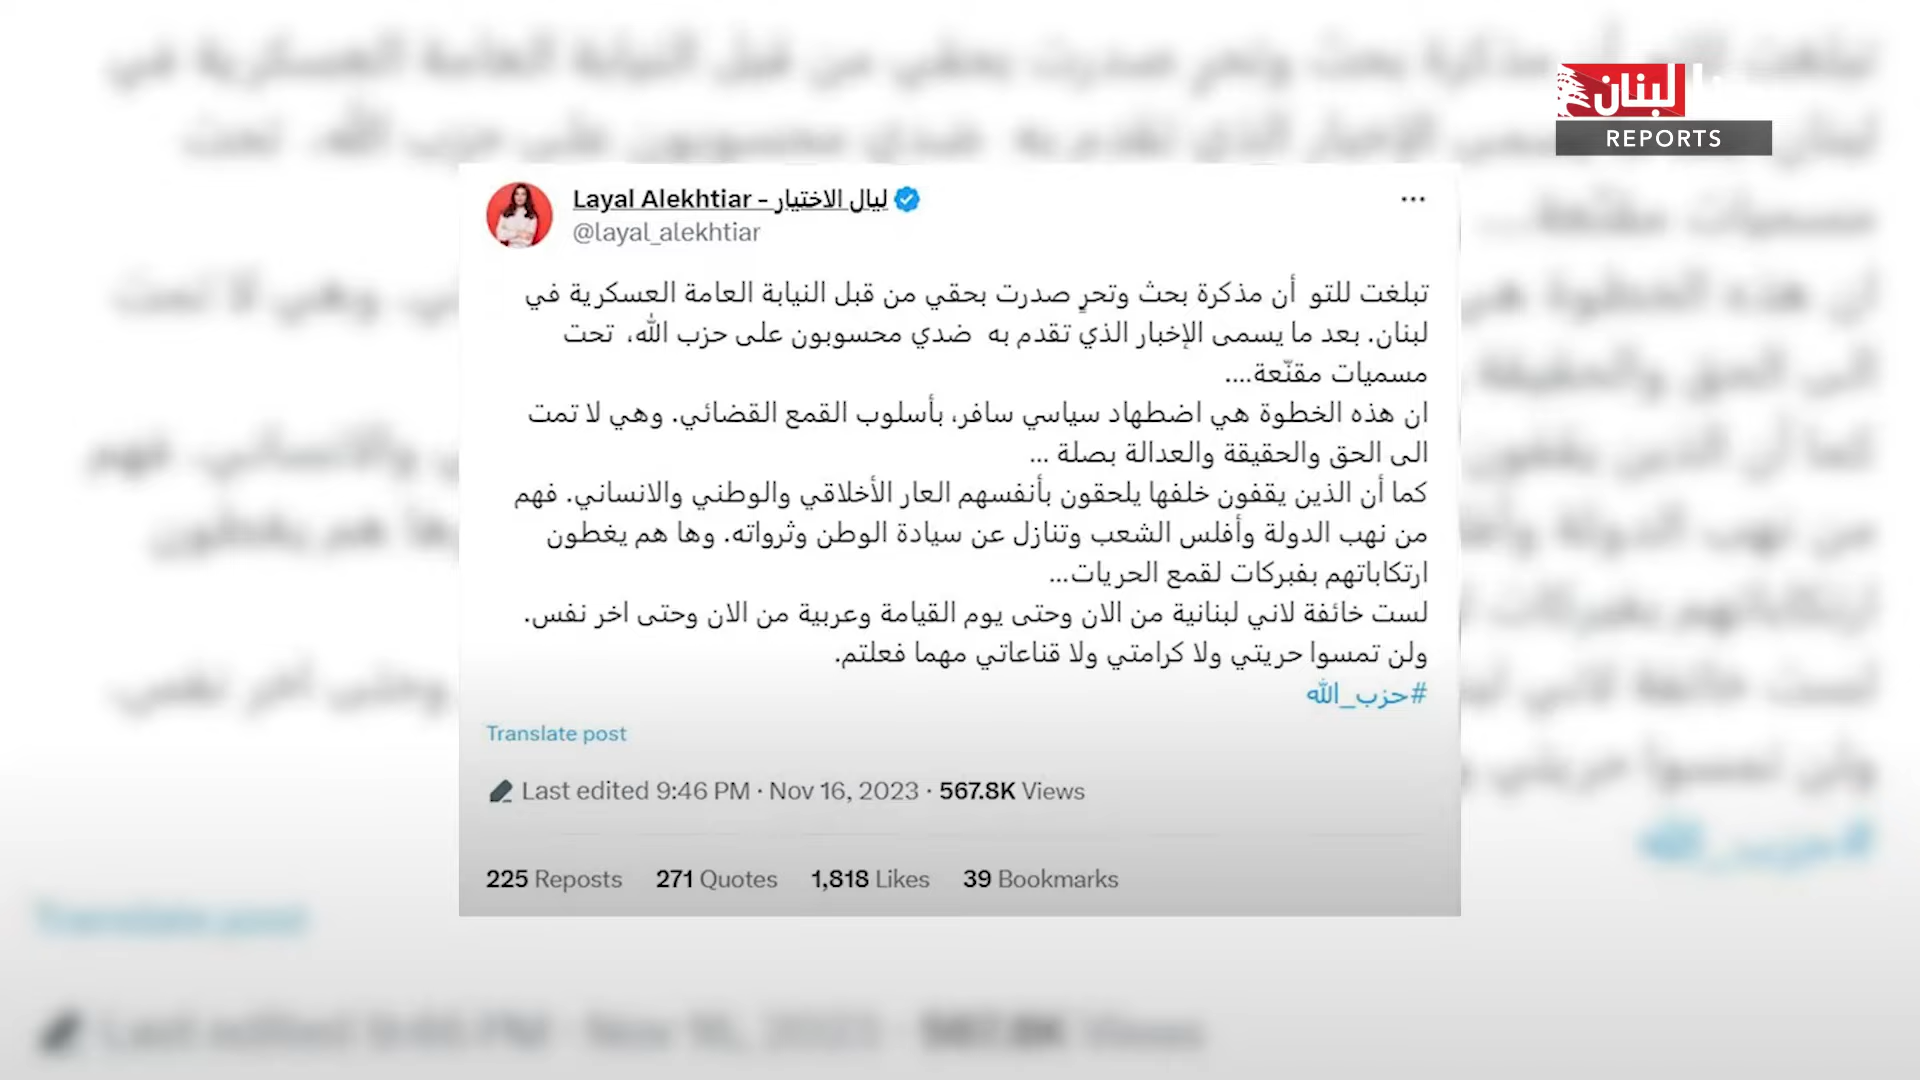 لبنان
REPORTS
Layal Alekhtiar - ليال الاختيار
@layal_alekhtiar
تبلغت للتو أن مذكرة بحث وتحرٍ صدرت بحقي من قبل النيابة العامة العسكرية في
لبنان. بعد ما يسمى الإخبار الذي تقدم به ضدي محسوبون على حزب الله، تحت
مسميات مقنّعة....
ان هذه الخطوة هي اضطهاد سياسي سافر، بأسلوب القمع القضائي. وهي لا تمت
الى الحق والحقيقة والعدالة بصلة ...
كما أن الذين يقفون خلفها يلحقون بأنفسهم العار الأخلاقي والوطني والانساني. فهم
من نهب الدولة وأفلس الشعب وتنازل عن سيادة الوطن وثرواته. وها هم يغطون
ارتكاباتهم بفبركات لقمع الحريات...
لست خائفة لاني لبنانية من الان وحتى يوم القيامة وعربية من الان وحتى اخر نفس.
ولن تمسوا حريتي ولا كرامتي ولا قناعاتي مهما فعلتم.
#حزب_الله
Translate post
Last edited 9:46 PM · Nov 16, 2023 · 567.8K Views
225 Reposts 271 Quotes 1,818 Likes 39 Bookmarks